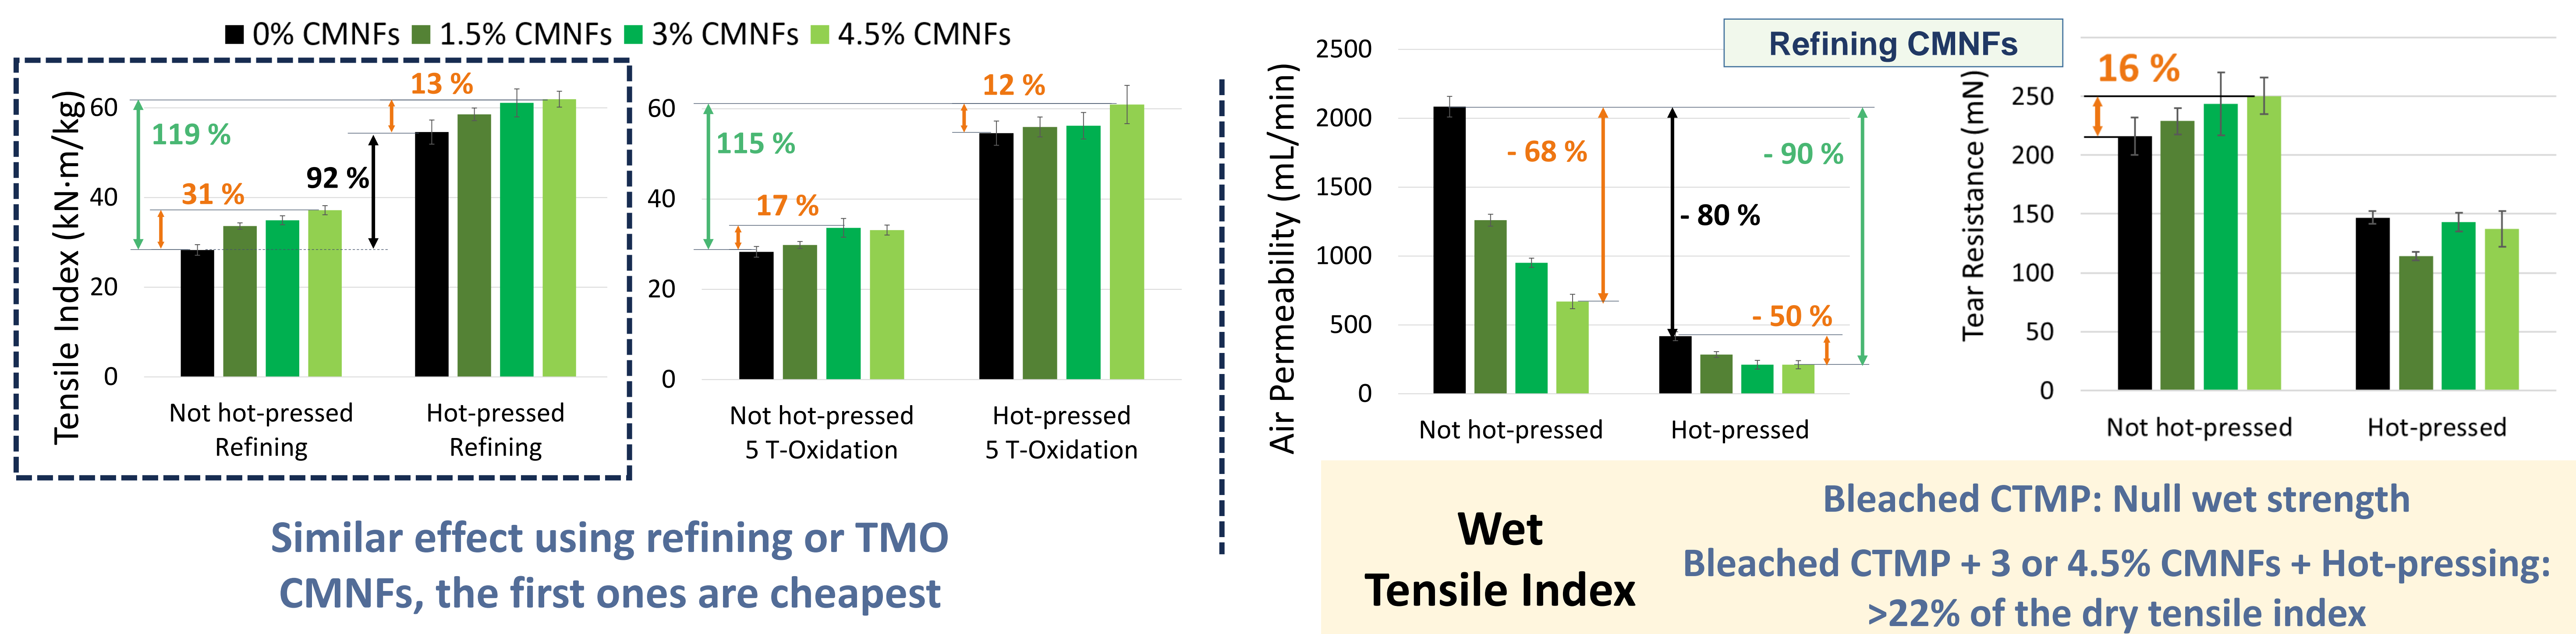 0% CMNFs 1.5% CMNFs 3% CMNFs 4.5% CMNFs
Tensile Index (kN·m/kg)
60
40
20
0
119 %
31 %
92 %
13 %
Not hot-pressed
Refining
Hot-pressed
Refining
60
40
20
0
115 %
17 %
12 %
Not hot-pressed
5 T-Oxidation
Hot-pressed
5 T-Oxidation
Similar effect using refining or TMO
CMNFs, the first ones are cheapest
Refining CMNFs
Air Permeability (mL/min)
2500
2000
1500
1000
500
0
- 68 %
- 80 %
- 90 %
- 50 %
Not hot-pressed
Hot-pressed
Tear Resistance (mN)
250
200
150
100
50
0
16 %
Not hot-pressed
Hot-pressed
Wet
Tensile Index
Bleached CTMP: Null wet strength
Bleached CTMP + 3 or 4.5% CMNFs + Hot-pressing:
>22% of the dry tensile index